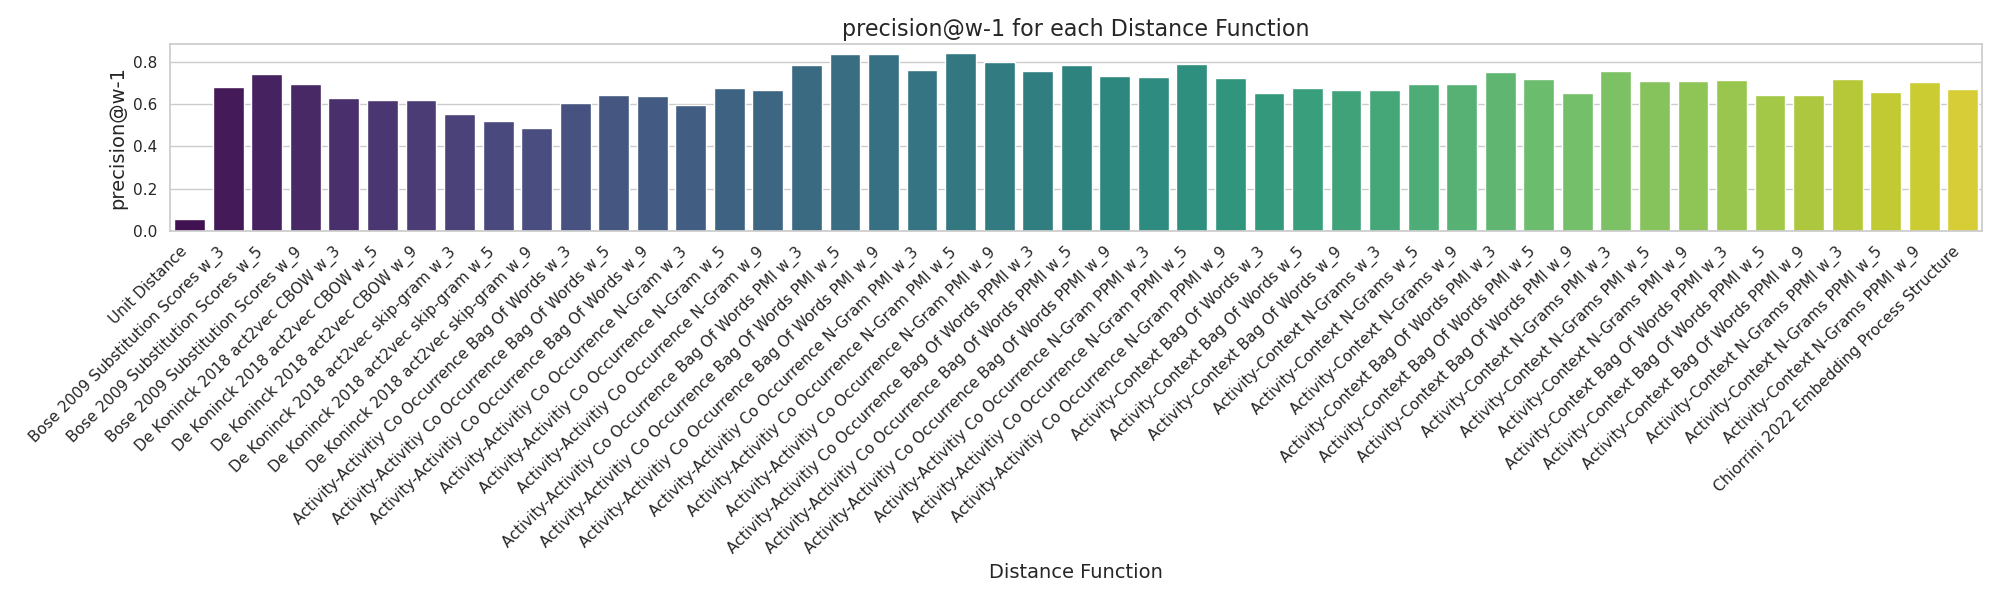 precision@w-1 for each Distance Function
precision@w-1
0.8
0.6
0.4
0.2
0.0
Unit Distance
Bose 2009 Substitution Scores w_3
Bose 2009 Substitution Scores w_5
Bose 2009 Substitution Scores w_9
De Koninck 2018 act2vec CBOW w_3
De Koninck 2018 act2vec CBOW w_5
De Koninck 2018 act2vec CBOW w_9
De Koninck 2018 act2vec skip-gram w_3
De Koninck 2018 act2vec skip-gram w_5
De Koninck 2018 act2vec skip-gram w_9
Activity-Activitiy Co Occurrence Bag Of Words w_3
Activity-Activitiy Co Occurrence Bag Of Words w_5
Activity-Activitiy Co Occurrence Bag Of Words w_9
Activity-Activitiy Co Occurrence N-Gram w_3
Activity-Activitiy Co Occurrence N-Gram w_5
Activity-Activitiy Co Occurrence N-Gram w_9
Activity-Activitiy Co Occurrence Bag Of Words PMI w_3
Activity-Activitiy Co Occurrence Bag Of Words PMI w_5
Activity-Activitiy Co Occurrence Bag Of Words PMI w_9
Activity-Activitiy Co Occurrence N-Gram PMI w_3
Activity-Activitiy Co Occurrence N-Gram PMI w_5
Activity-Activitiy Co Occurrence N-Gram PMI w_9
Activity-Activitiy Co Occurrence Bag Of Words PPMI w_3
Activity-Activitiy Co Occurrence Bag Of Words PPMI w_5
Activity-Activitiy Co Occurrence Bag Of Words PPMI w_9
Activity-Activitiy Co Occurrence N-Gram PPMI w_3
Activity-Activitiy Co Occurrence N-Gram PPMI w_5
Activity-Activitiy Co Occurrence N-Gram PPMI w_9
Activity-Context Bag Of Words w_3
Activity-Context Bag Of Words w_5
Activity-Context Bag Of Words w_9
Activity-Context N-Grams w_3
Activity-Context N-Grams w_5
Activity-Context N-Grams w_9
Activity-Context Bag Of Words PMI w_3
Activity-Context Bag Of Words PMI w_5
Activity-Context Bag Of Words PMI w_9
Activity-Context N-Grams PMI w_3
Activity-Context N-Grams PMI w_5
Activity-Context N-Grams PMI w_9
Activity-Context Bag Of Words PPMI w_3
Activity-Context Bag Of Words PPMI w_5
Activity-Context Bag Of Words PPMI w_9
Activity-Context N-Grams PPMI w_3
Activity-Context N-Grams PPMI w_5
Activity-Context N-Grams PPMI w_9
Chiorrini 2022 Embedding Process Structure
Distance Function